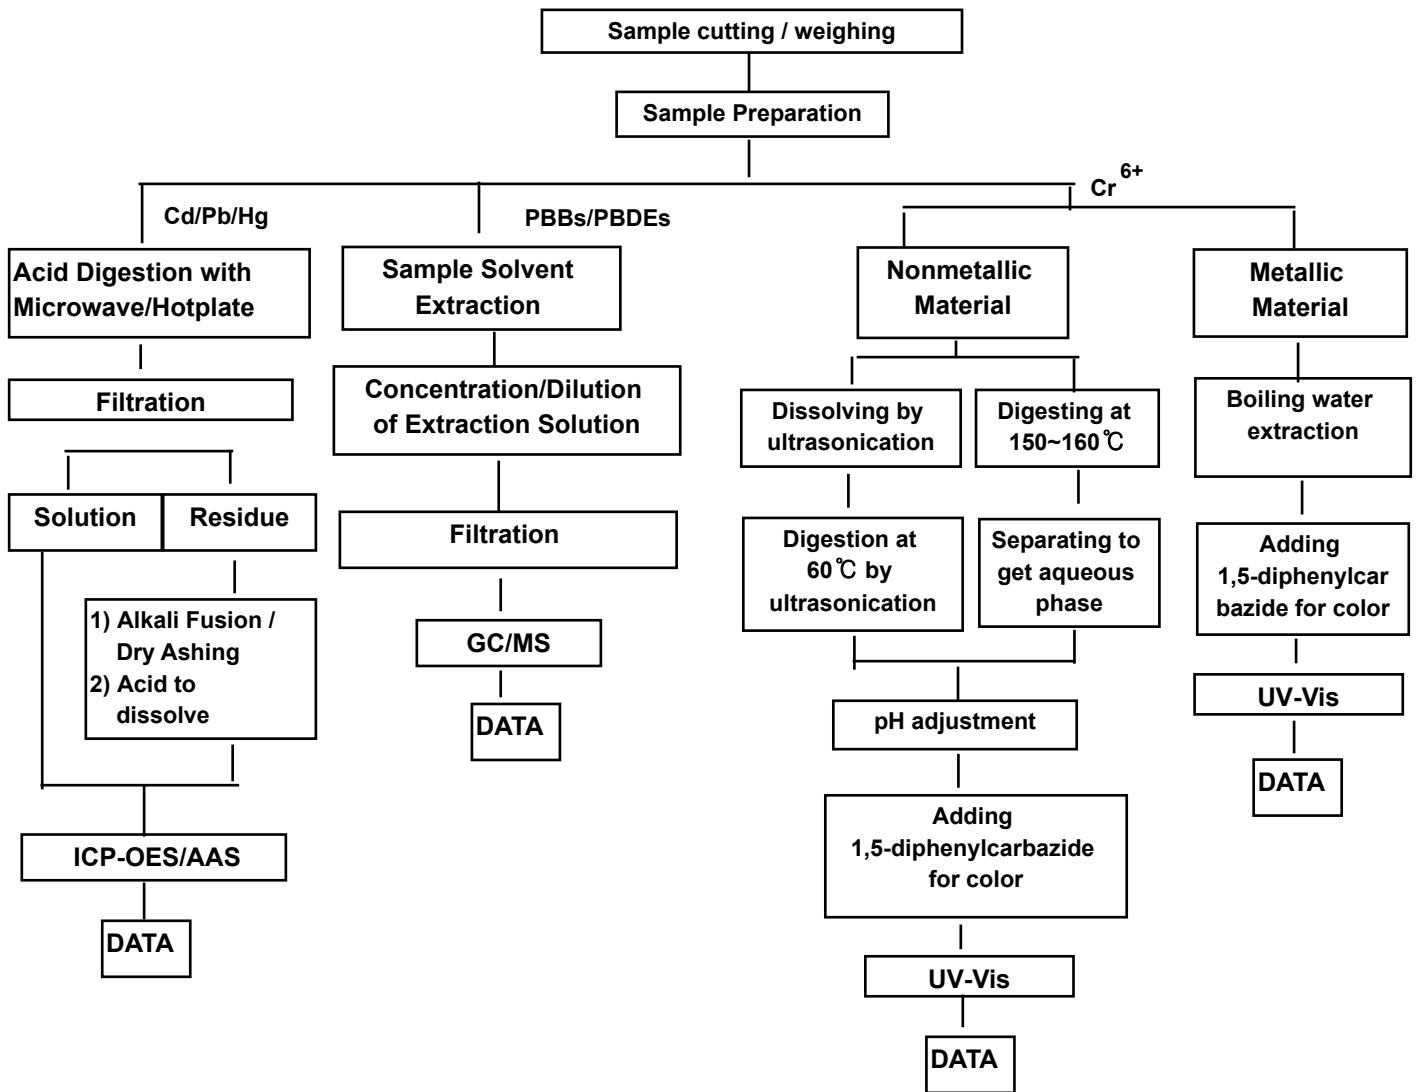 Sample cutting / weighing
Sample Preparation
Cr 6+
Cd/Pb/Hg
PBBs/PBDEs
Acid Digestion with
Microwave/Hotplate
Filtration
Solution
Residue
1) Alkali Fusion /
Dry Ashing
2) Acid to
dissolve
ICP-OES/AAS
DATA
Sample Solvent
Extraction
Concentration/Dilution
of Extraction Solution
Filtration
GC/MS
DATA
Nonmetallic
Material
Dissolving by
ultrasonication
Digestion at
60℃ by
ultrasonication
Digesting at
150~160℃
Separating to
get aqueous
phase
pH adjustment
Adding
1,5-diphenylcarbazide
for color
UV-Vis
DATA
Metallic
Material
Boiling water
extraction
Adding
1,5-diphenylcar
bazide for color
UV-Vis
DATA